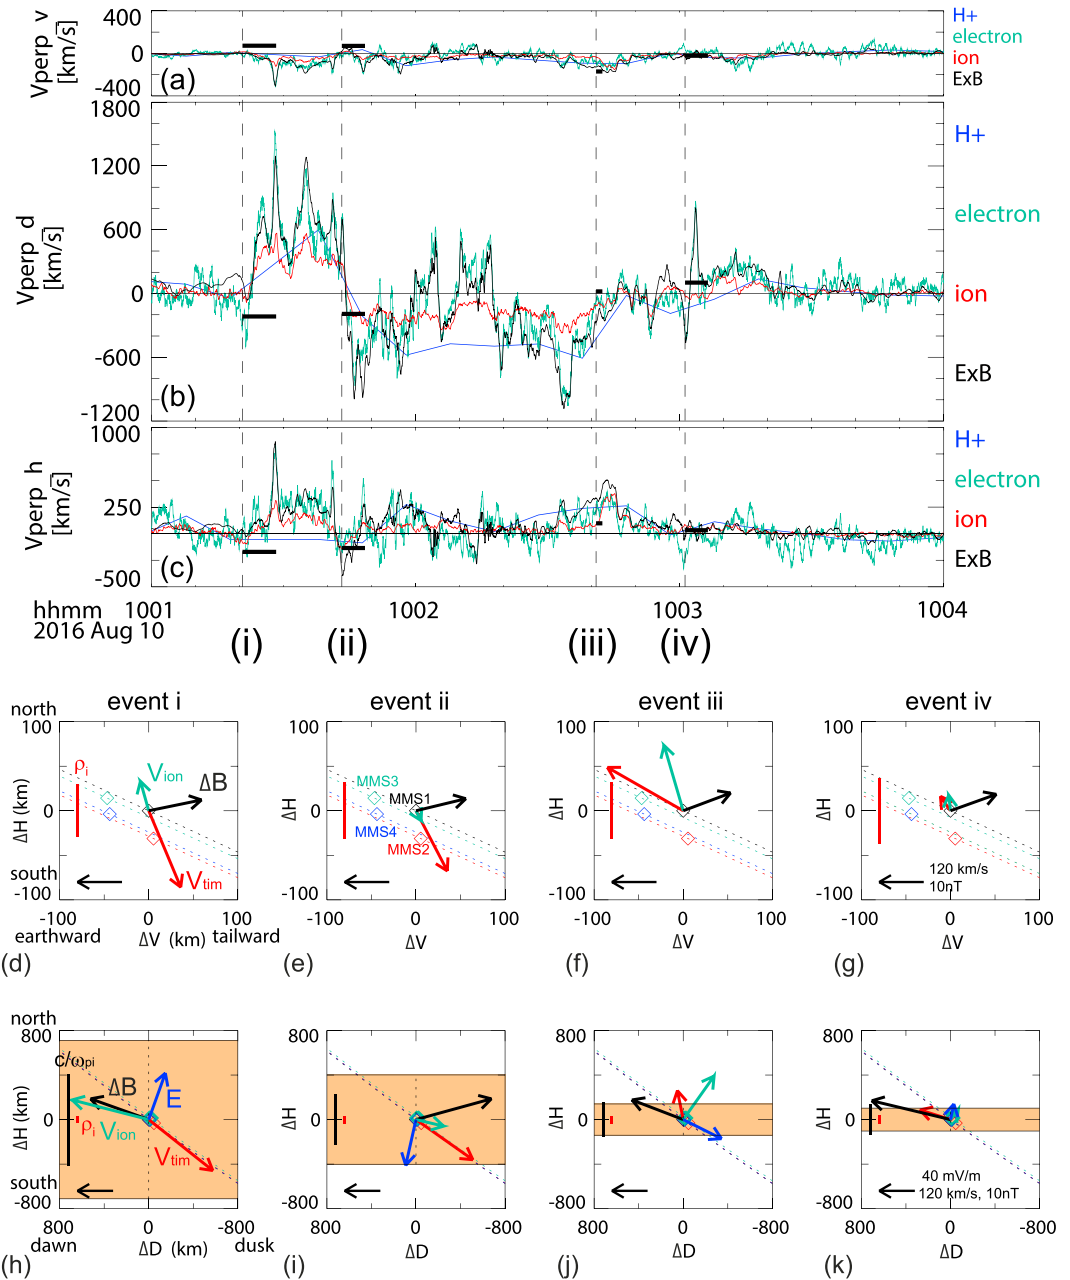 400
0
-400
Vperp_v
[km/s]
(a)
H+
electron
ion
ExB
1800
1200
600
0
-600
-1200
Vperp_d
[km/s]
(b)
H+
electron
ion
ExB
1000
250
-500
Vperp_h
[km/s]
(c)
H+
electron
ion
ExB
hhmm 1001 1002 1003 1004
2016 Aug 10
(i) (ii) (iii) (iv)
event i event ii event iii event iv
north
100
0
-100
south
ΔH (km)
ρi
Vion
ΔB
Vtim
-100 0 100
earthward ΔV (km) tailward
(d)
100
0
-100
ΔH
MMS3
MMS1
MMS4
MMS2
-100 0 100
ΔV
(e)
100
0
-100
ΔH
-100 0 100
ΔV
(f)
100
0
-100
ΔH
120 km/s
10nT
-100 0 100
ΔV
(g)
north
800
0
-800
south
ΔH (km)
c/ωpi
ΔB
E
ρi
Vion
Vtim
800 0 -800
dawn ΔD (km) dusk
(h)
800
0
-800
ΔH
800 0 -800
ΔD
(i)
800
0
-800
ΔH
800 0 -800
ΔD
(j)
800
0
-800
ΔH
40 mV/m
120 km/s, 10nT
800 0 -800
ΔD
(k)